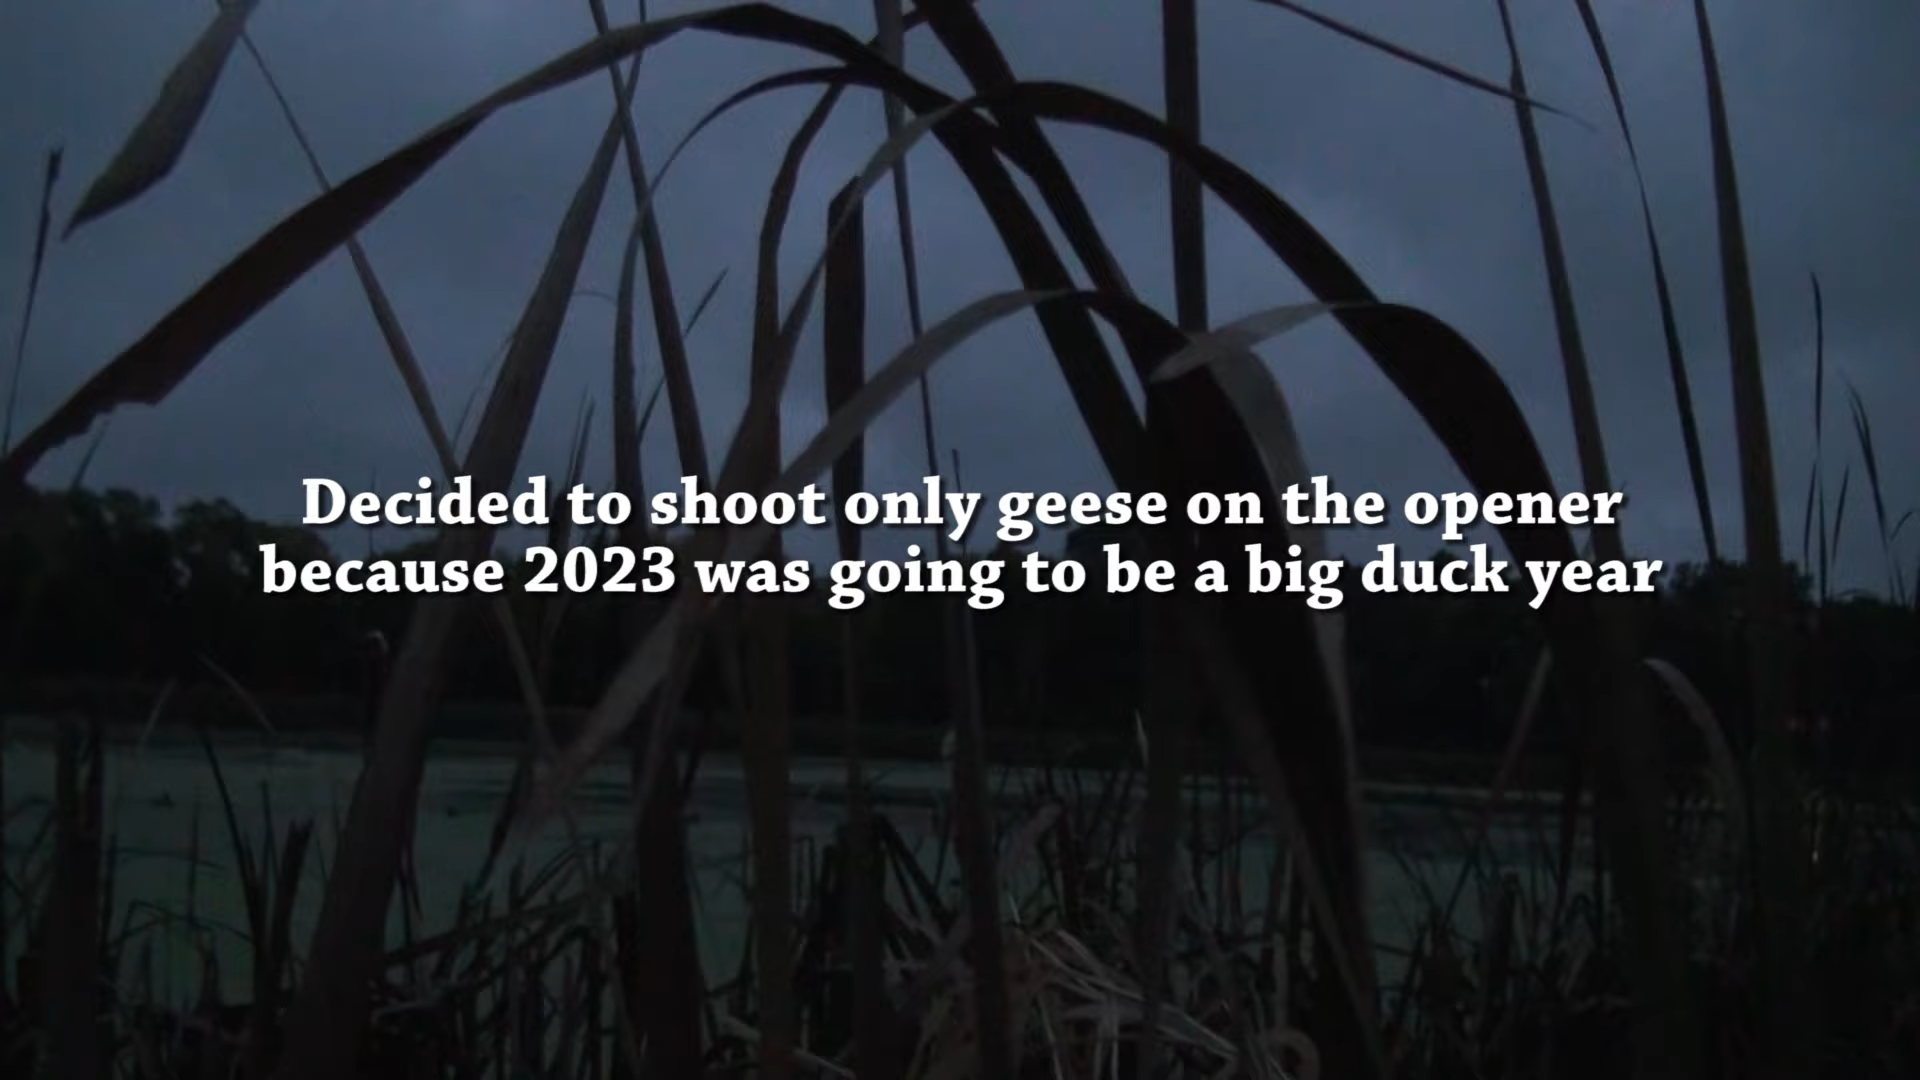 Decided to shoot only geese on the opener
because 2023 was going to be a big duck year